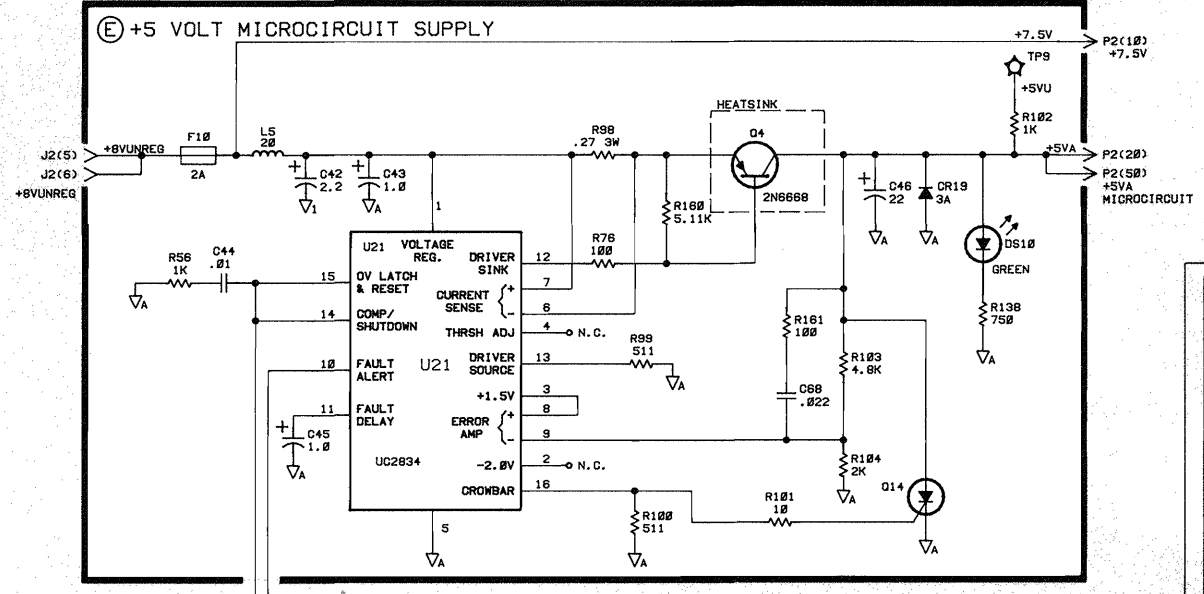 E +5 VOLT MICROCIRCUIT SUPPLY
+7.5V
P2(10)
+7.5V
TP9
+5VU
HEATSINK
R102
1K
F10
L5
20
R98
.27 3W
Q4
J2(5)
+8VUNREG
+5VA
P2(20)
J2(6)
2A
C42
2.2
C43
1.0
P2(50)
+5VA
MICROCIRCUIT
+8VUNREG
+
+
1
A
1
R160
5.11K
2N6668
+
C46
22
CR19
3A
A
A
R56
1K
C44
.01
A
U21 VOLTAGE
REG.
DRIVER
SINK
12
R76
100
DS10
GREEN
15
OV LATCH
& RESET
CURRENT
SENSE
+
7
-
6
14
COMP/
SHUTDOWN
THRSH ADJ
4
N.C.
R161
100
R138
750
A
10
FAULT
ALERT
U21
DRIVER
SOURCE
13
R99
511
A
R103
4.8K
+1.5V
3
C68
.022
11
FAULT
DELAY
ERROR
AMP
+
8
-
9
+
C45
1.0
A
UC2834
-2.0V
2
N.C.
R104
2K
A
CROWBAR
16
Q14
R101
10
R100
511
A
5
A
A